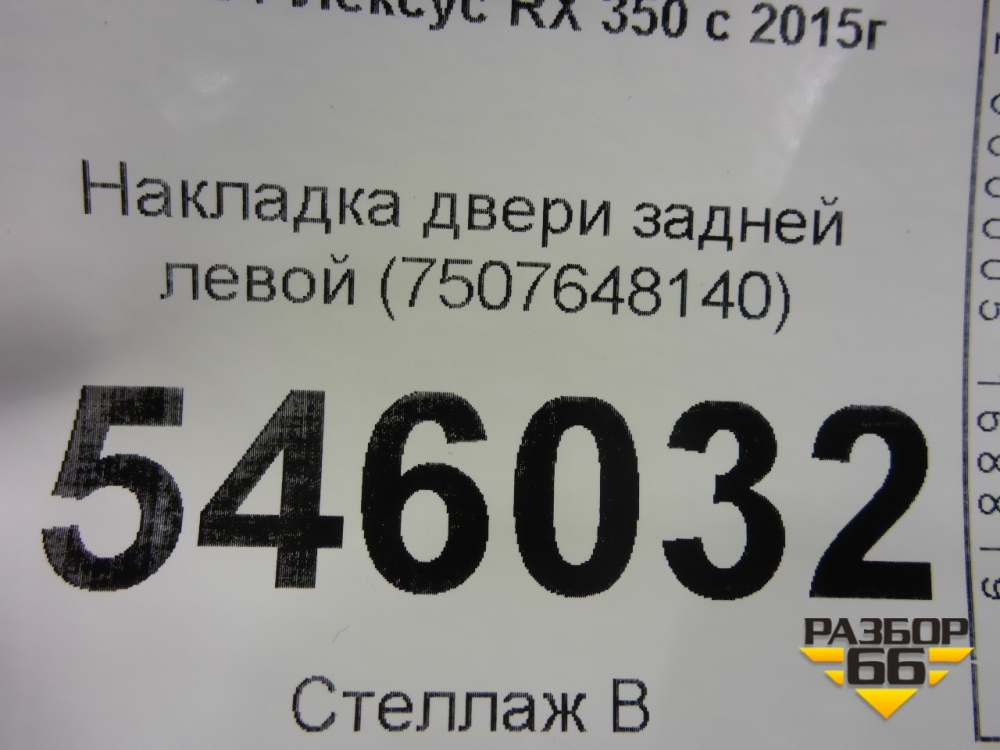 Лексус RX 350 с 2015г
Накладка двери задней
левой (7507648140)
546032
Стеллаж В
РАЗБОР
66